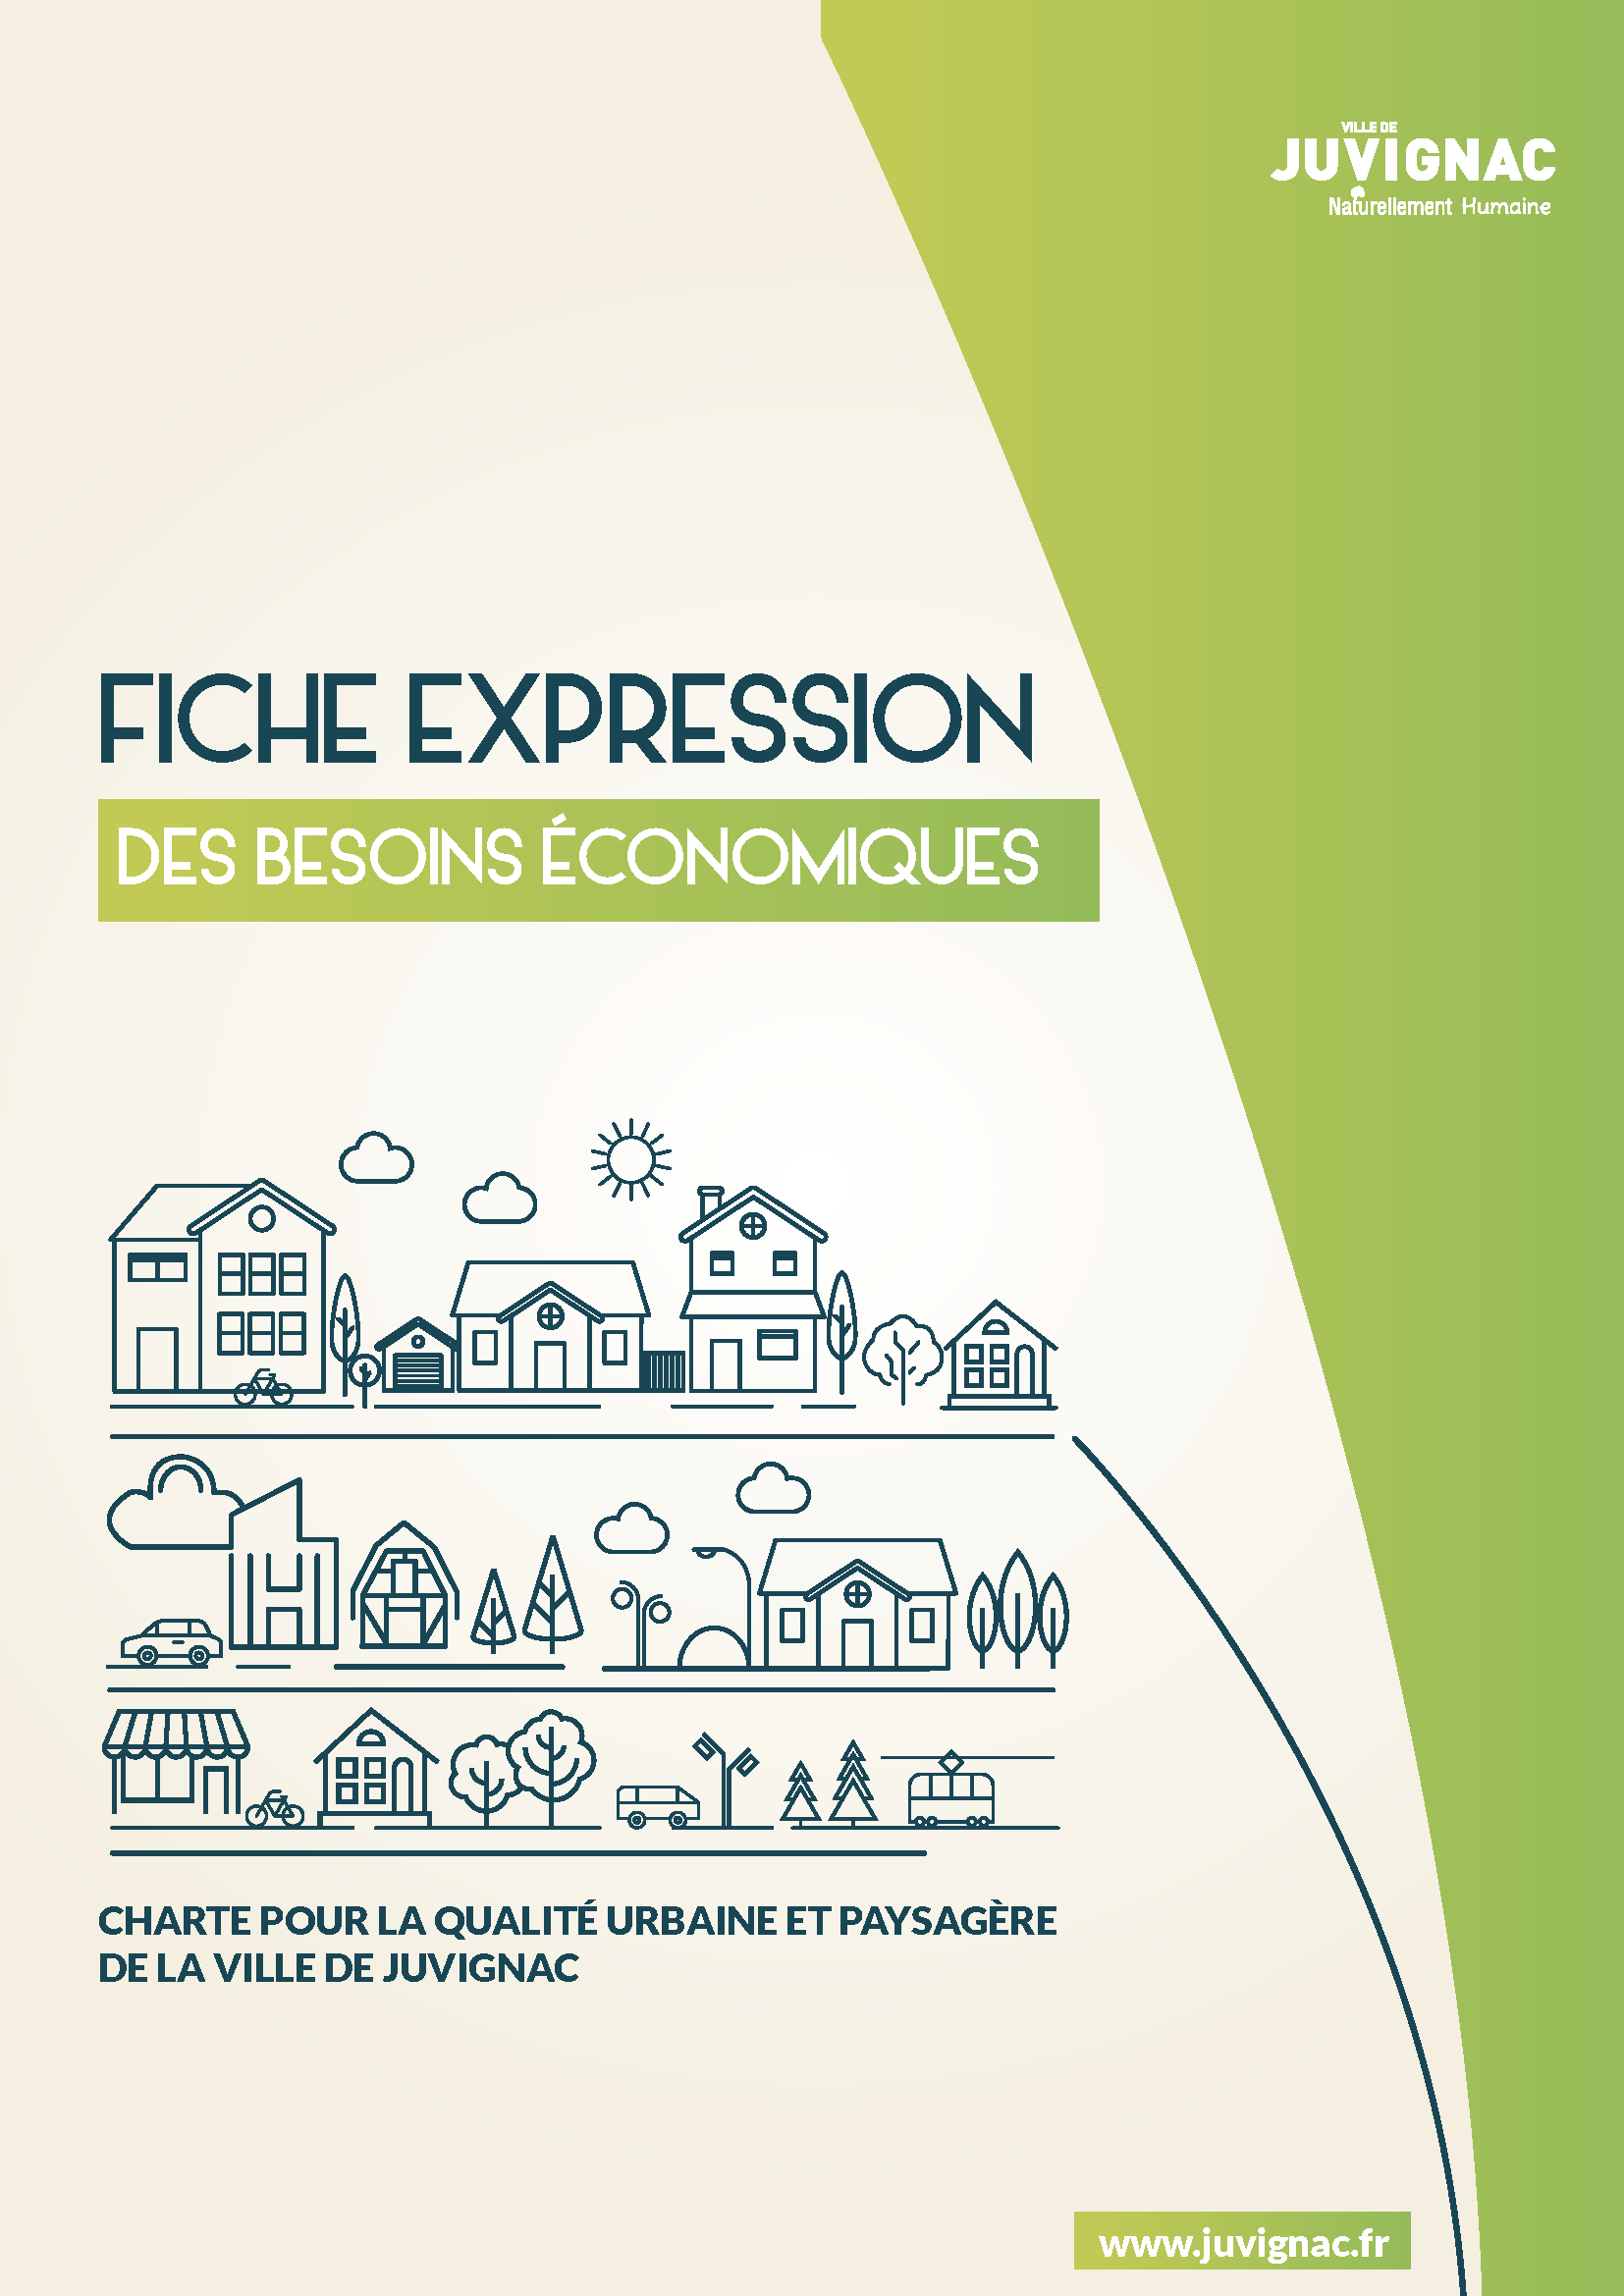 VILLE DE
JUVIGNAC
Naturellement Humaine
FICHE EXPRESSION
DES BESOINS ÉCONOMIQUES
CHARTE POUR LA QUALITÉ URBAINE ET PAYSAGÈRE
DE LA VILLE DE JUVIGNAC
www.juvignac.fr